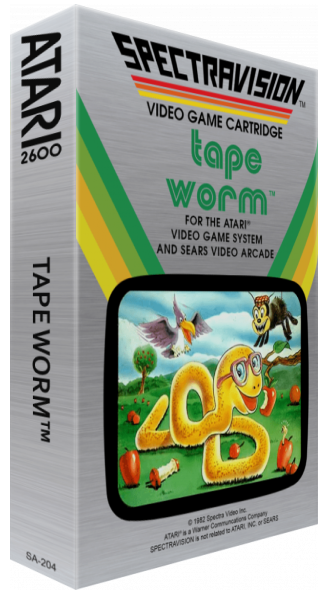 ATARI
2600
TAPE WORM™
SA-204
SPECTRAVISION™
VIDEO GAME CARTRIDGE
tape
worm™
FOR THE ATARI®
VIDEO GAME SYSTEM
AND SEARS VIDEO ARCADE
© 1982 Spectra Video Inc.
ATARI® is a Warner Communications Company
SPECTRAVISION is not related to ATARI, INC. or SEARS